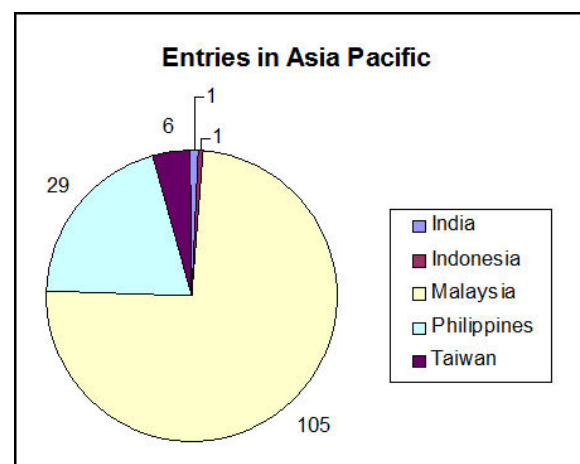 Entries in Asia Pacific
1
6
1
29
India
Indonesia
Malaysia
Philippines
Taiwan
105